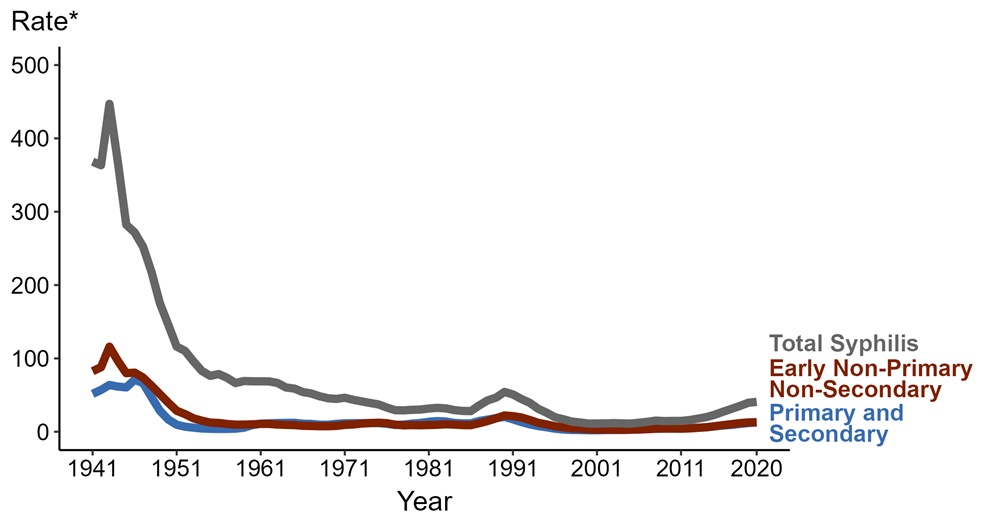 Rate*
500
400
300
200
100
0
Total Syphilis
Early Non-Primary
Non-Secondary
Primary and
Secondary
1941 1951 1961 1971 1981 1991 2001 2011 2020
Year